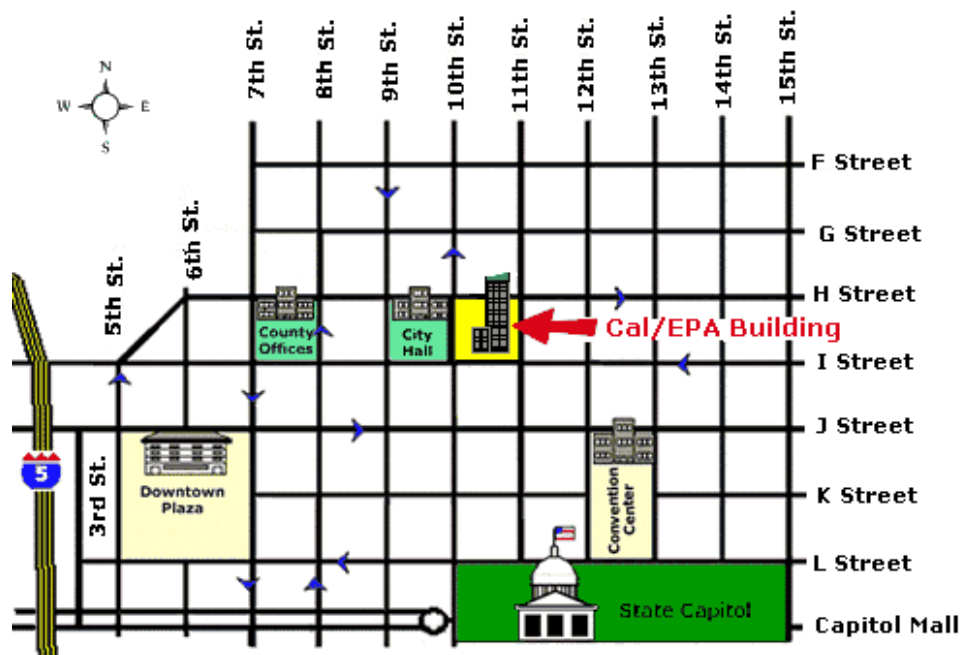 N
W E
S
7th St.
8th St.
9th St.
10th St.
11th St.
12th St.
13th St.
14th St.
15th St.
F Street
6th St.
G Street
5th St.
H Street
County
Offices
City
Hall
Cal/EPA Building
I Street
J Street
5
3rd St.
Downtown
Plaza
Convention
Center
K Street
L Street
State Capitol
Capitol Mall